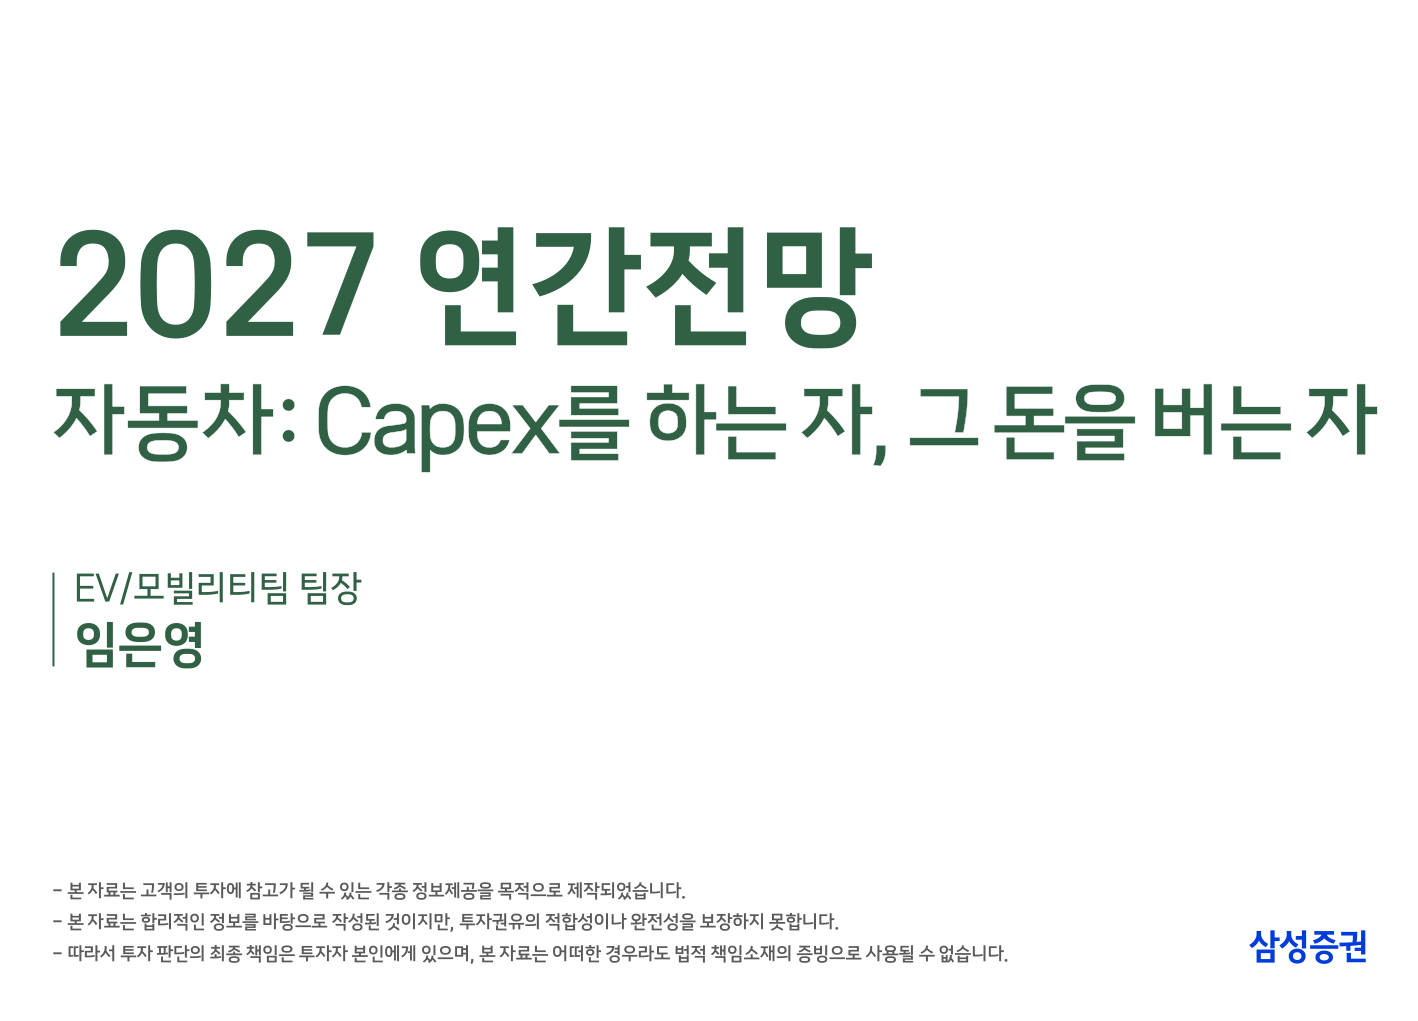 2027 연간전망
자동차: Capex를 하는 자, 그 돈을 버는 자
EV/모빌리티팀 팀장
임은영
- 본 자료는 고객의 투자에 참고가 될 수 있는 각종 정보제공을 목적으로 제작되었습니다.
- 본 자료는 합리적인 정보를 바탕으로 작성된 것이지만, 투자권유의 적합성이나 완전성을 보장하지 못합니다.
- 따라서 투자 판단의 최종 책임은 투자자 본인에게 있으며, 본 자료는 어떠한 경우라도 법적 책임소재의 증빙으로 사용될 수 없습니다.
삼성증권